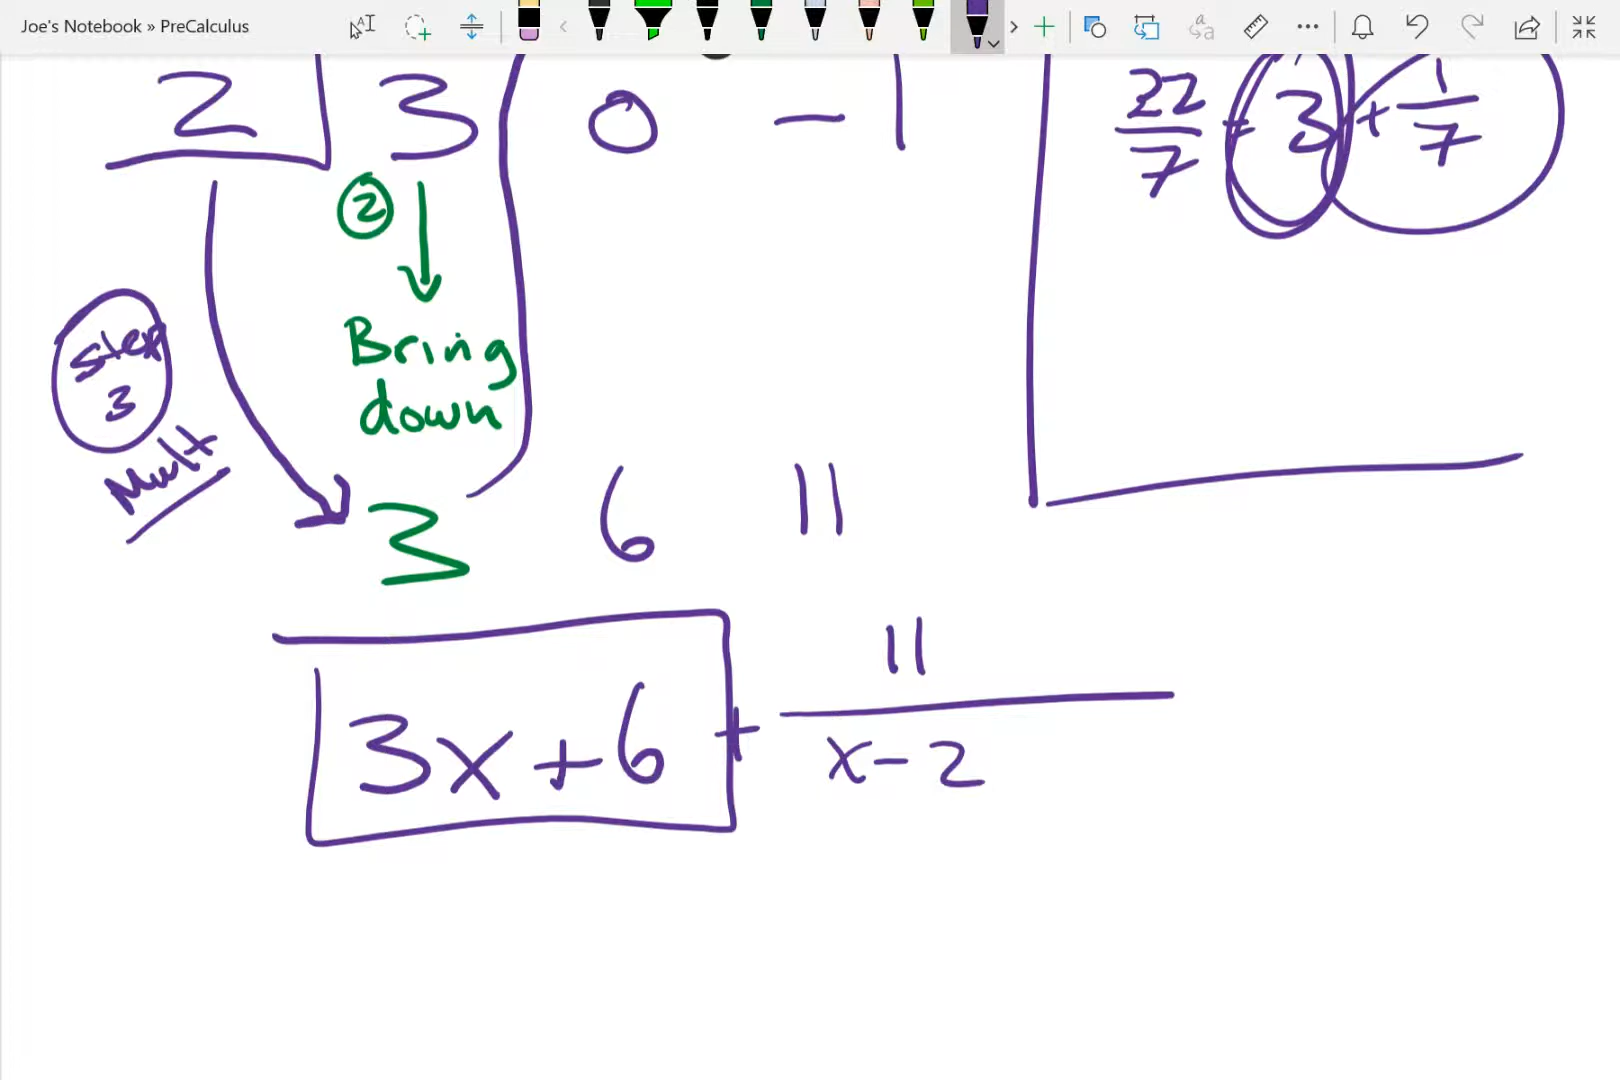 Joe's Notebook » PreCalculus
2 3 0 -1
22/7 = 3 + 1/7
2
Bring
down
Step
3
Mult
3 6 11
3x + 6 + 11/(x - 2)